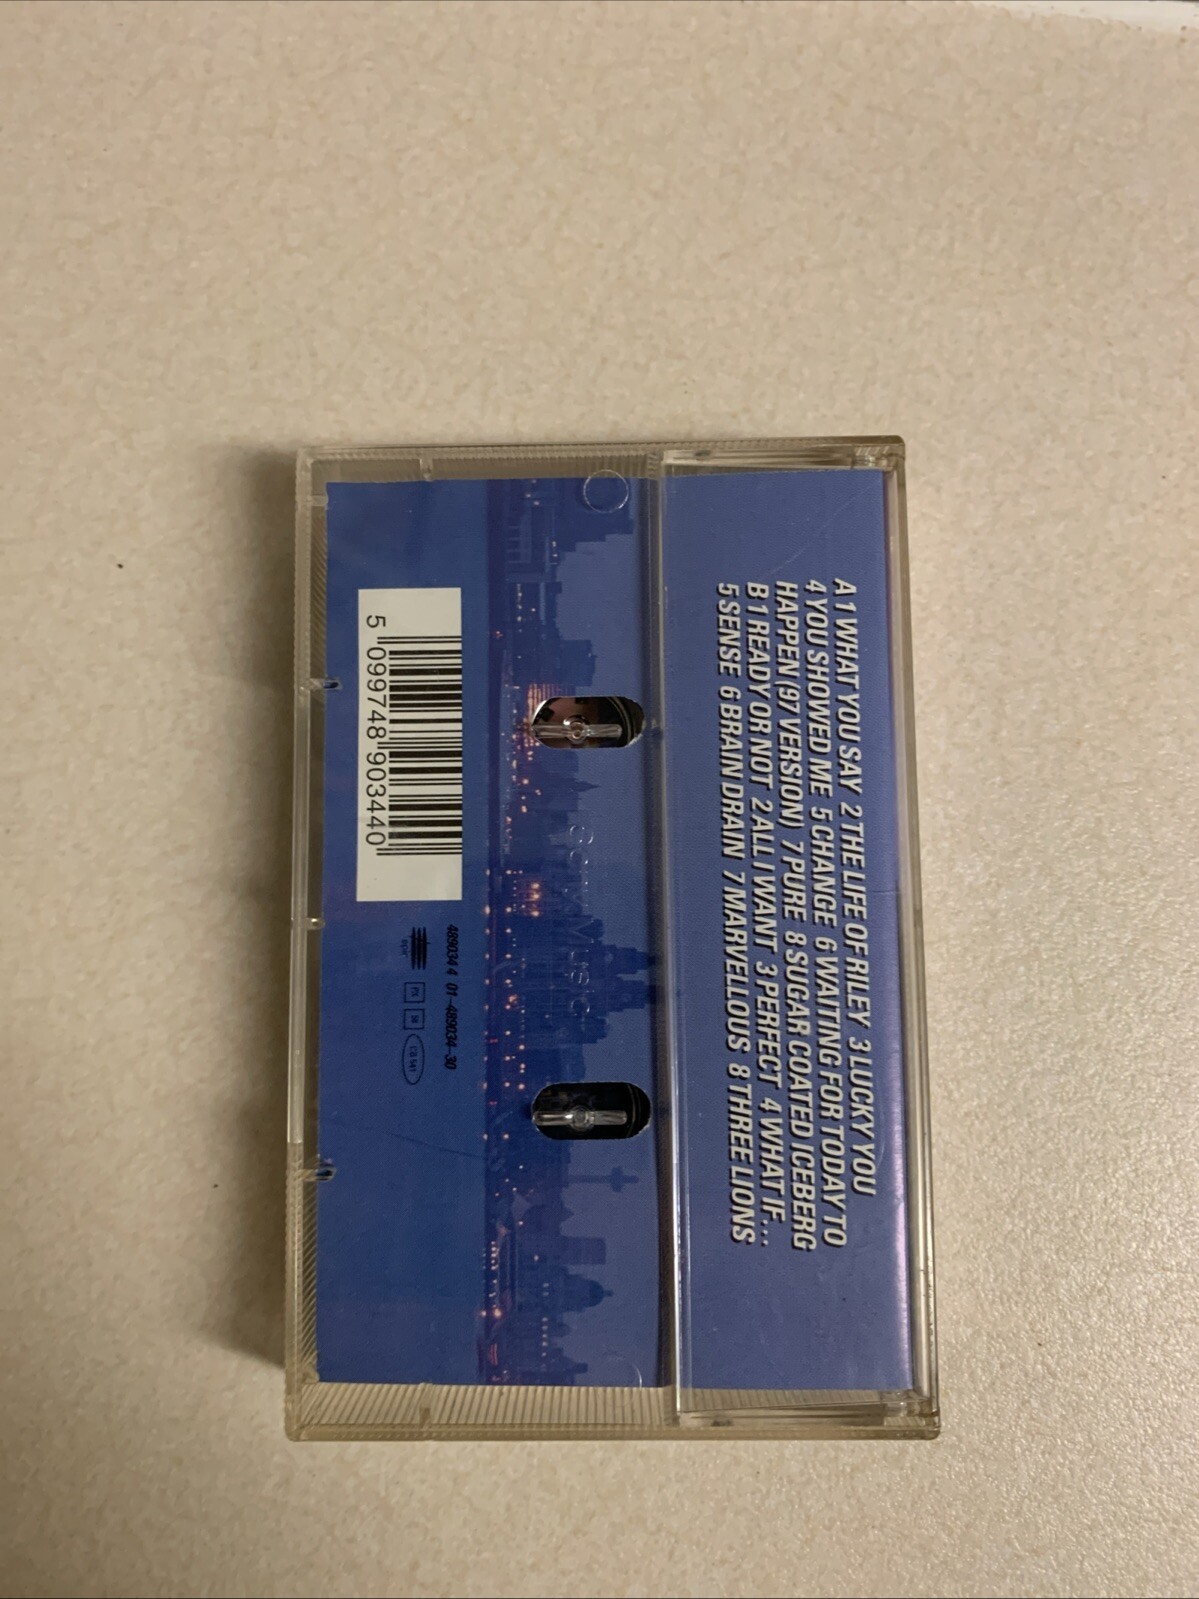 A 1 WHAT YOU SAY 2 THE LIFE OF RILEY 3 LUCKY YOU
4 YOU SHOWED ME 5 CHANGE 6 WAITING FOR TODAY TO
HAPPEN (97 VERSION) 7 PURE 8 SUGAR COATED ICEBERG
B 1 READY OR NOT 2 ALL I WANT 3 PERFECT 4 WHAT IF...
5 SENSE 6 BRAIN DRAIN 7 MARVELLOUS 8 THREE LIONS
Sony Music
489034 4 01-489034-30
epic
5 099748 903440